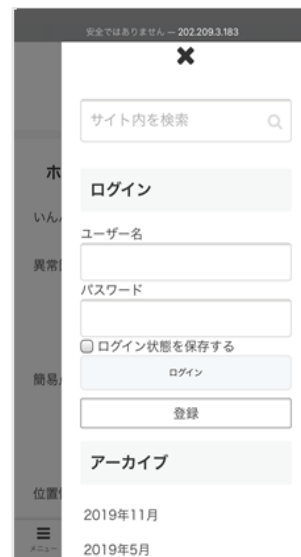 安全ではありません — 202.209.3.183
サイト内を検索
ホ
ログイン
いん
ユーザー名
異常
パスワード
ログイン状態を保存する
簡易
ログイン
登録
アーカイブ
位置
2019年11月
メニュー
2019年5月